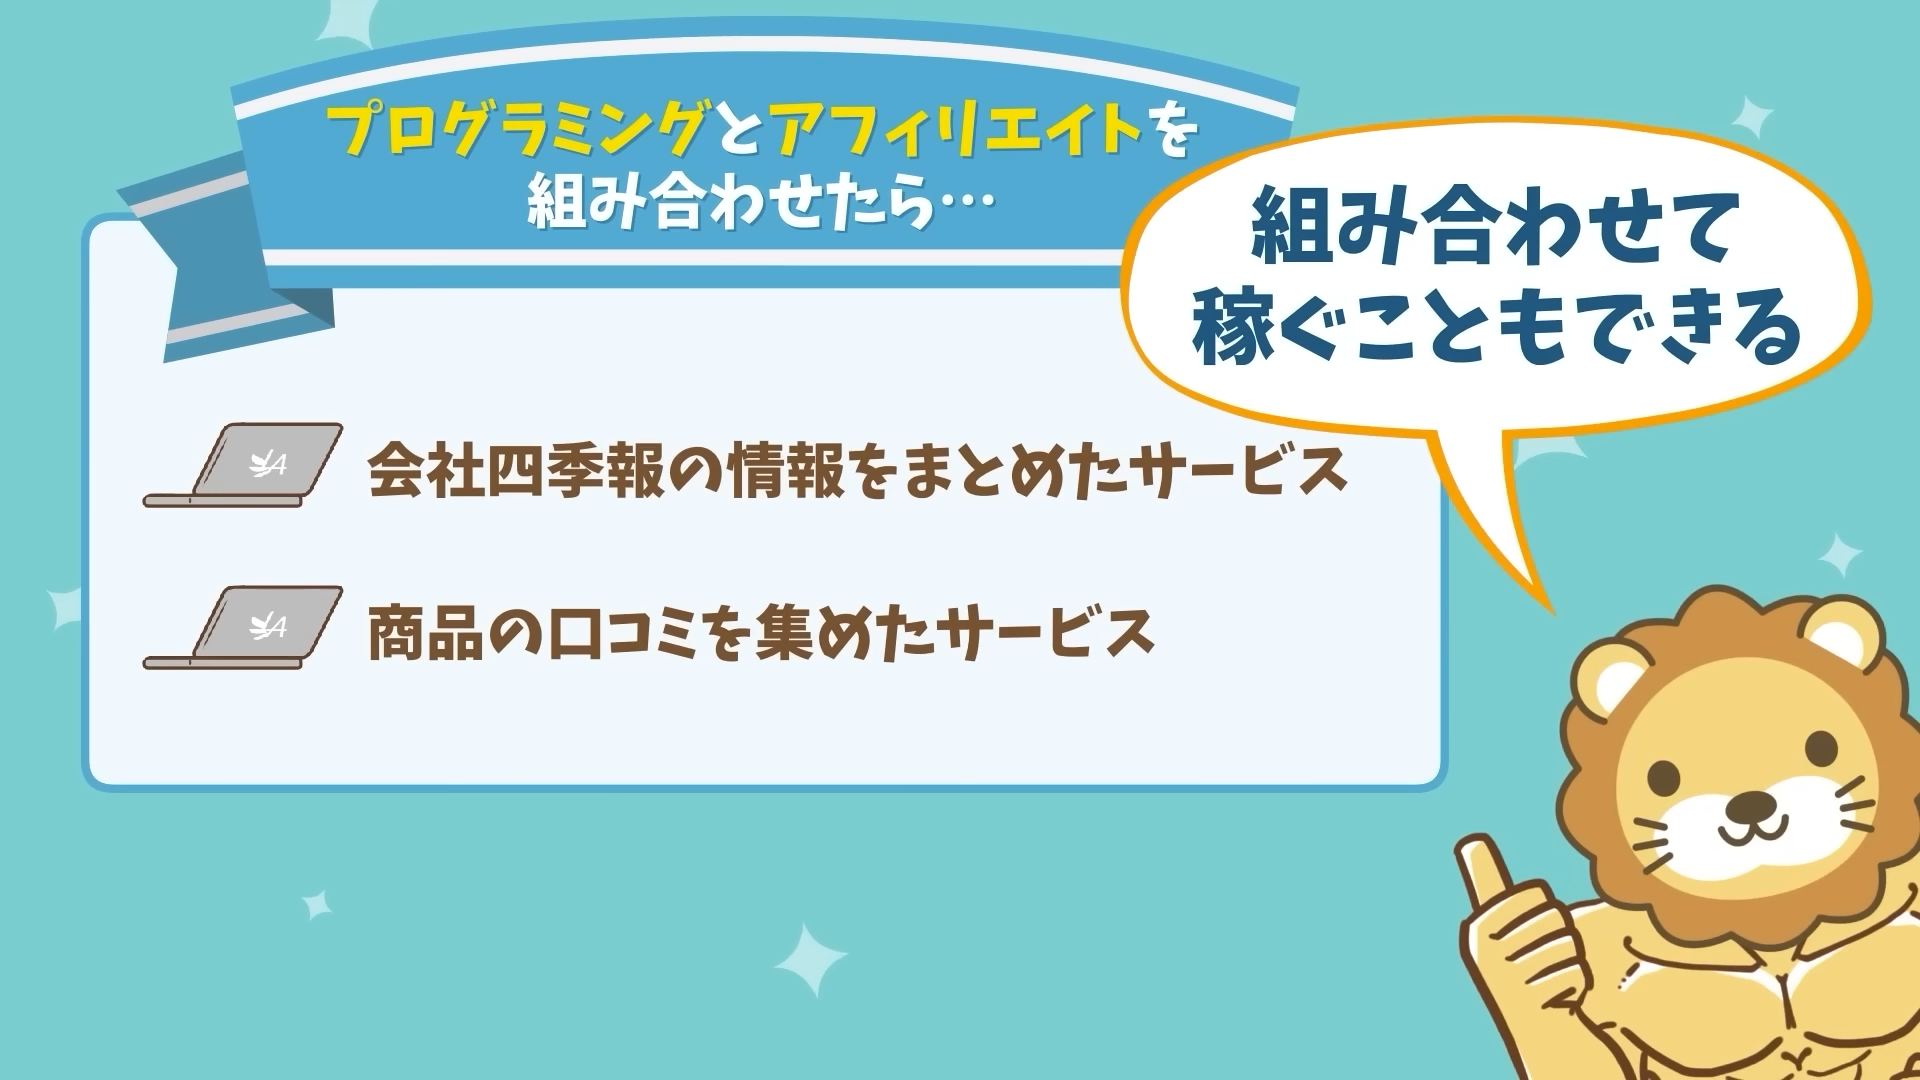 プログラミングとアフィリエイトを
組み合わせたら…
組み合わせて
稼ぐこともできる
会社四季報の情報をまとめたサービス
商品の口コミを集めたサービス